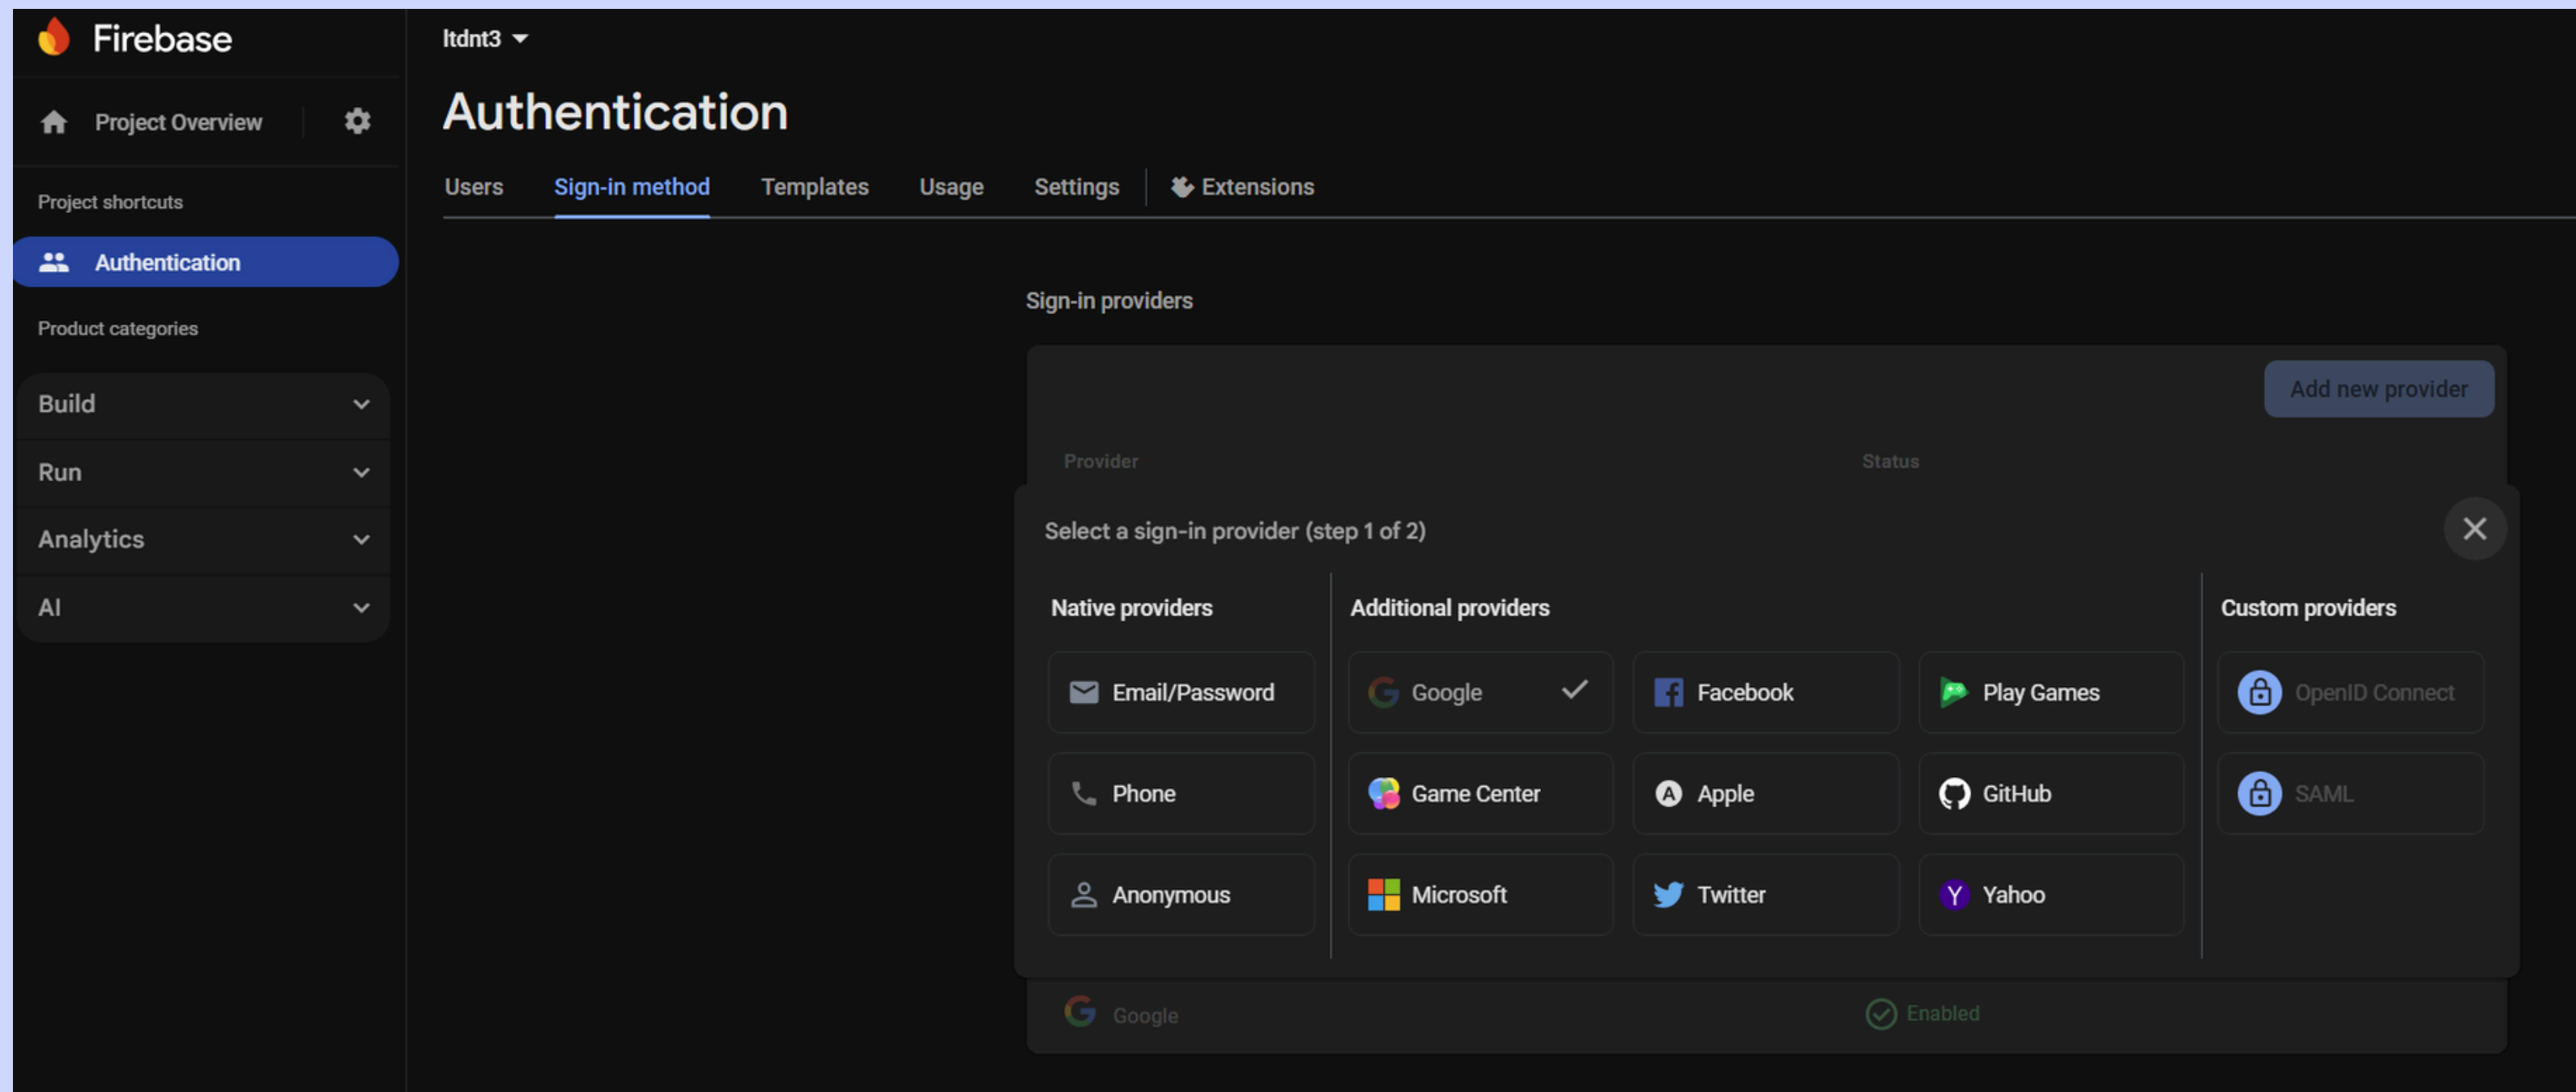 Firebase
Project Overview
Project shortcuts
Authentication
Product categories
Build
Run
Analytics
AI
ltdnt3
Authentication
Users Sign-in method Templates Usage Settings Extensions
Sign-in providers
Add new provider
Provider Status
Select a sign-in provider (step 1 of 2)
Native providers Additional providers Custom providers
Email/Password Google Facebook Play Games OpenID Connect
Phone Game Center Apple GitHub SAML
Anonymous Microsoft Twitter Yahoo
Google Enabled